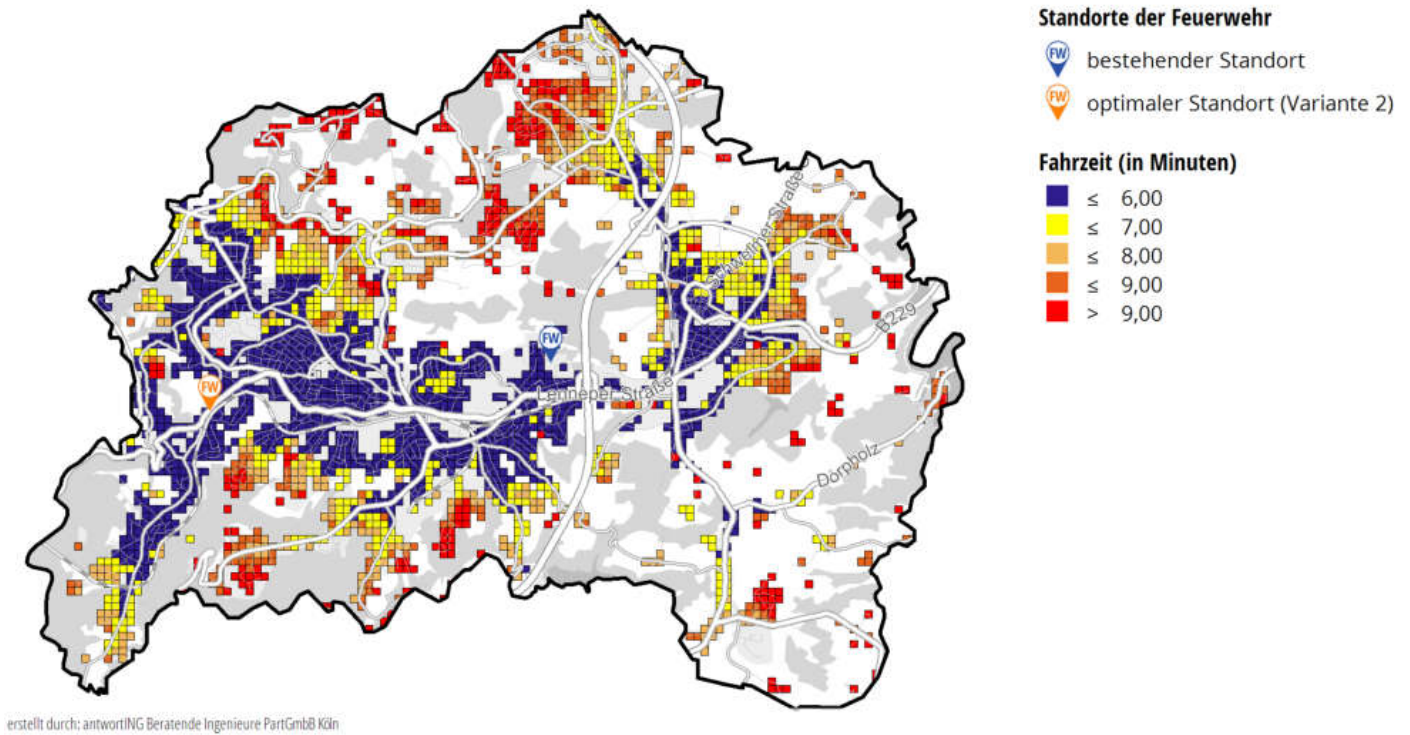 Standorte der Feuerwehr
FW bestehender Standort
FW optimaler Standort (Variante 2)
Fahrzeit (in Minuten)
≤ 6,00
≤ 7,00
≤ 8,00
≤ 9,00
> 9,00
Schwelmer Straße
B229
FW
FW
Lenneper Straße
Dörpholz
erstellt durch: antwortING Beratende Ingenieure PartGmbB Köln